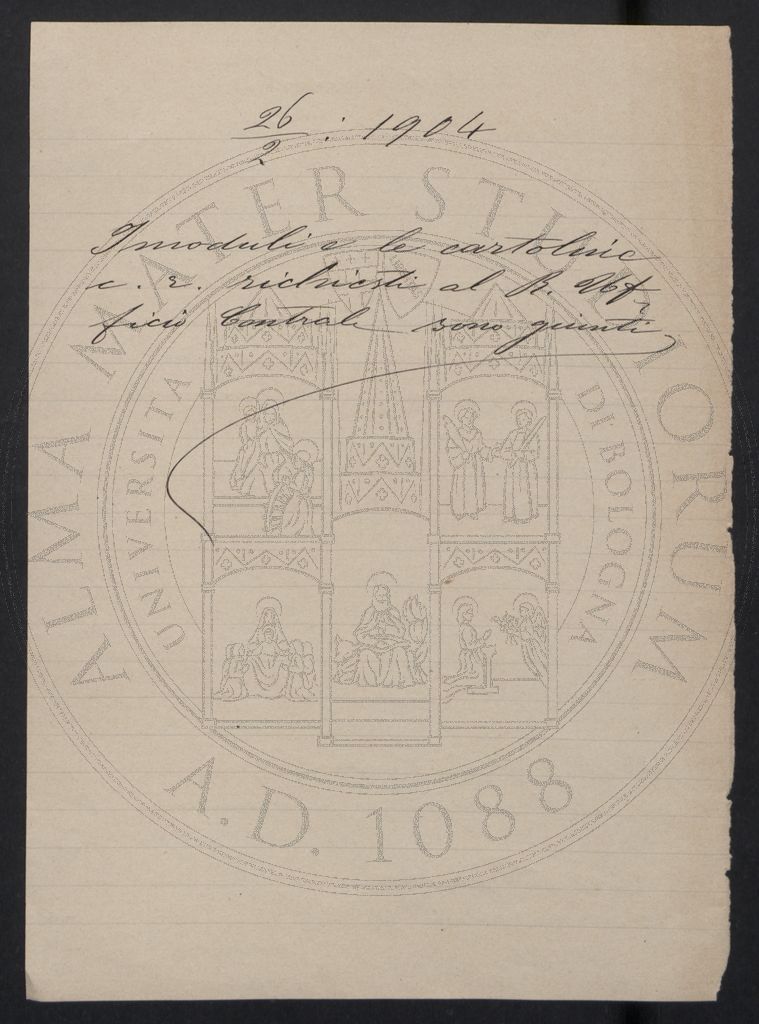 26/2 : 1904
I moduli e le cartoline
c. s. richiesti al R. Uf-
ficio Centrale sono giunti
ALMA MATER STUDIORUM
UNIVERSITA DI BOLOGNA
A.D. 1088